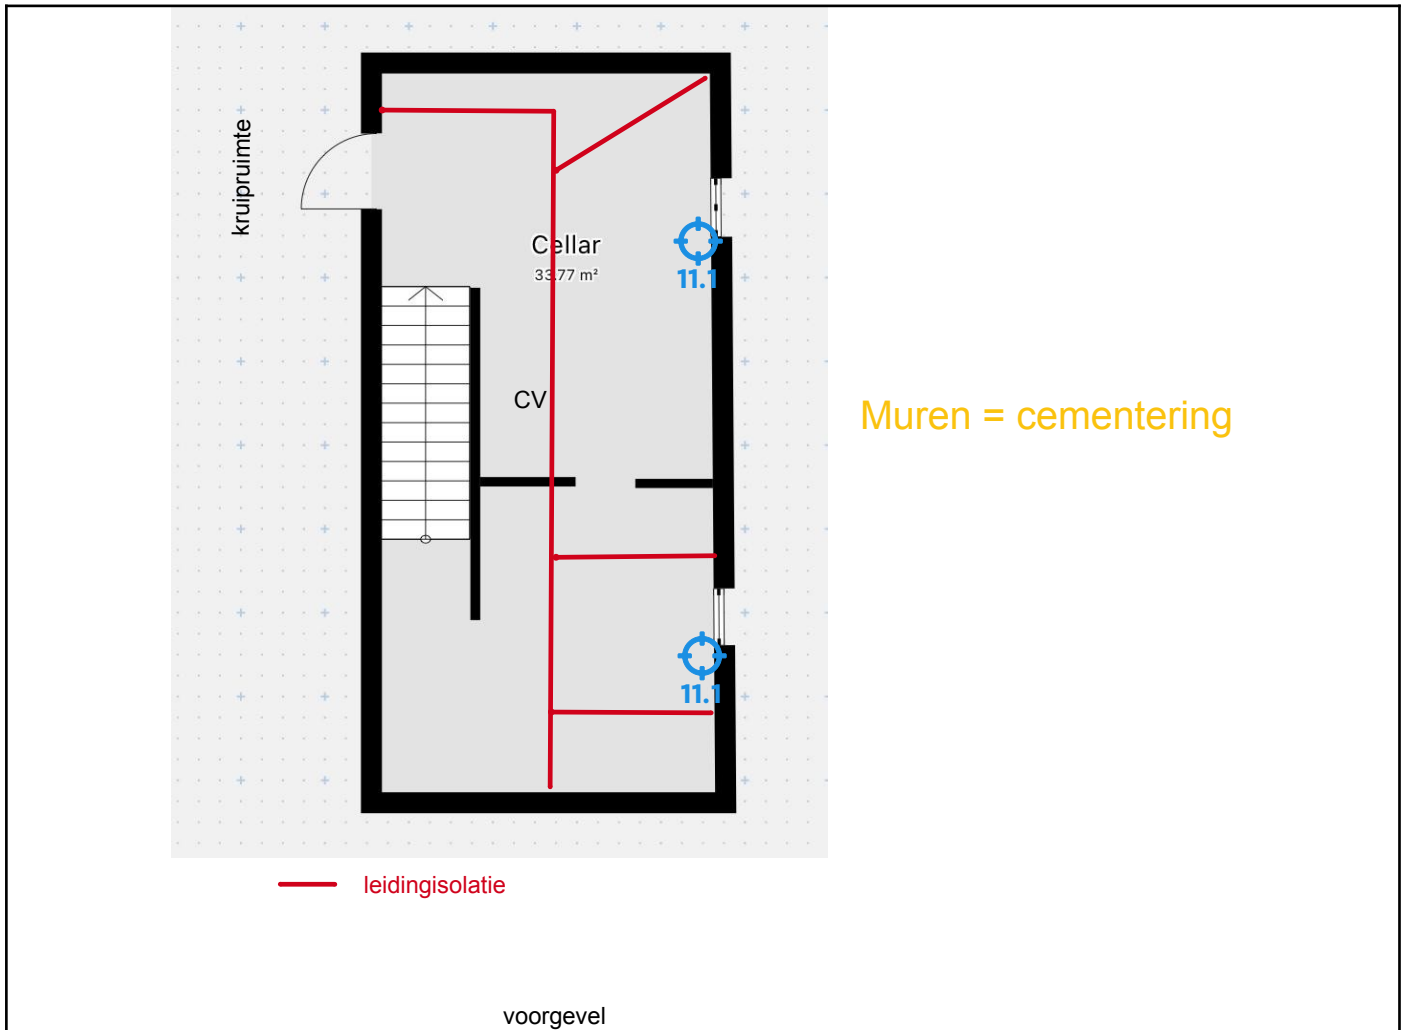 kruipruimte
Cellar
33.77 m²
11.1
CV
Muren = cementering
11.1
leidingisolatie
voorgevel